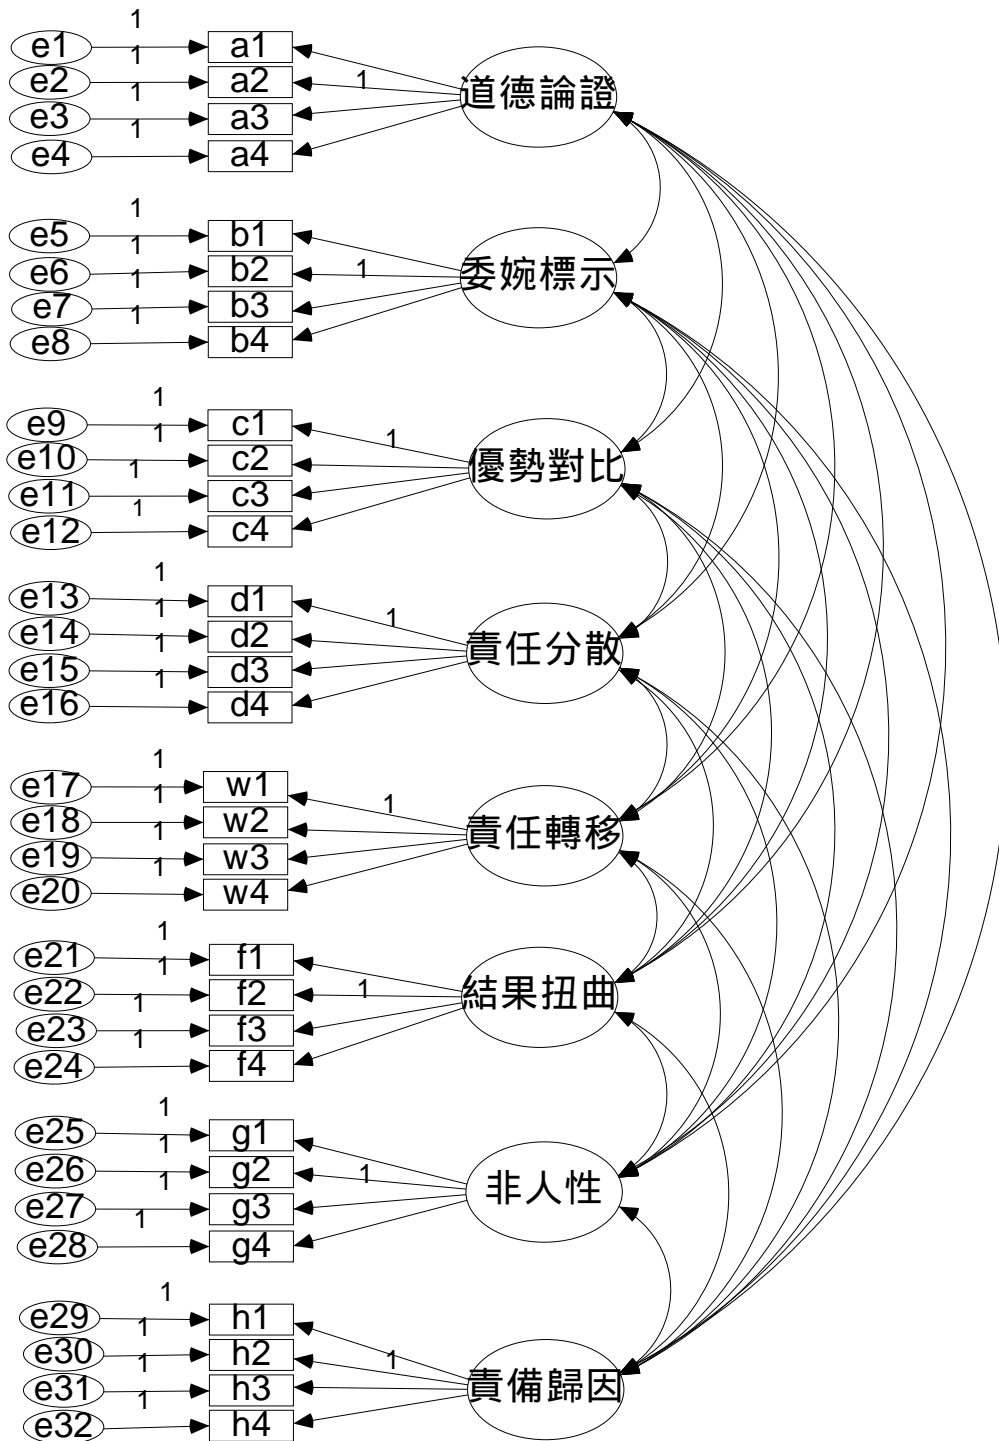 1
e1 a1
1
e2 a2 1 道德論證
1
e3 a3
1
e4 a4
1
e5 b1
1
e6 b2 1 委婉標示
1
e7 b3
1
e8 b4
1
e9 c1
1 1
e10 c2 優勢對比
1
e11 c3
1
e12 c4
1
e13 d1
1 1
e14 d2 責任分散
1
e15 d3
1
e16 d4
1
e17 w1
1 1
e18 w2 責任轉移
1
e19 w3
1
e20 w4
1
e21 f1
1
e22 f2 1 結果扭曲
1
e23 f3
1
e24 f4
1
e25 g1
1
e26 g2 1 非人性
1
e27 g3
1
e28 g4
1
e29 h1
1
e30 h2 1
1
e31 h3 責備歸因
1
e32 h4